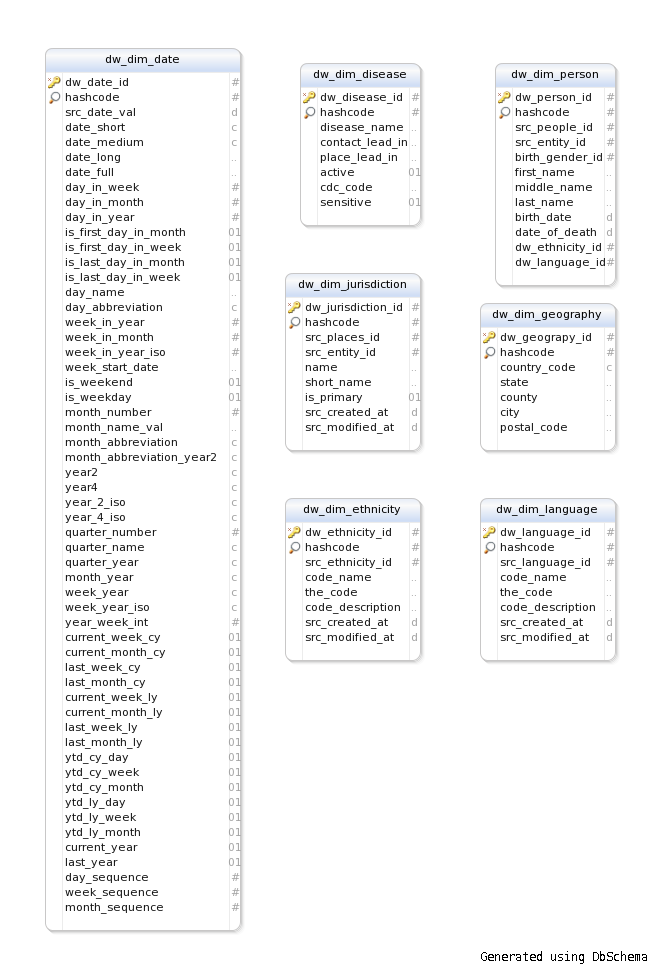 dw_dim_date
dw_date_id #
hashcode #
src_date_val d
date_short c
date_medium c
date_long ..
date_full ..
day_in_week #
day_in_month #
day_in_year #
is_first_day_in_month 01
is_first_day_in_week 01
is_last_day_in_month 01
is_last_day_in_week 01
day_name ..
day_abbreviation c
week_in_year #
week_in_month #
week_in_year_iso #
week_start_date ..
is_weekend 01
is_weekday 01
month_number #
month_name_val ..
month_abbreviation c
month_abbreviation_year2 c
year2 c
year4 c
year_2_iso c
year_4_iso c
quarter_number #
quarter_name c
quarter_year c
month_year c
week_year c
week_year_iso c
year_week_int #
current_week_cy 01
current_month_cy 01
last_week_cy 01
last_month_cy 01
current_week_ly 01
current_month_ly 01
last_week_ly 01
last_month_ly 01
ytd_cy_day 01
ytd_cy_week 01
ytd_cy_month 01
ytd_ly_day 01
ytd_ly_week 01
ytd_ly_month 01
current_year 01
last_year 01
day_sequence #
week_sequence #
month_sequence #
dw_dim_disease
dw_disease_id #
hashcode #
disease_name ..
contact_lead_in ..
place_lead_in ..
active 01
cdc_code ..
sensitive 01
dw_dim_person
dw_person_id #
hashcode #
src_people_id #
src_entity_id #
birth_gender_id #
first_name ..
middle_name ..
last_name ..
birth_date d
date_of_death d
dw_ethnicity_id #
dw_language_id #
dw_dim_jurisdiction
dw_jurisdiction_id #
hashcode #
src_places_id #
src_entity_id #
name ..
short_name ..
is_primary 01
src_created_at d
src_modified_at d
dw_dim_geography
dw_geograpy_id #
hashcode #
country_code c
state ..
county ..
city ..
postal_code ..
dw_dim_ethnicity
dw_ethnicity_id #
hashcode #
src_ethnicity_id #
code_name ..
the_code ..
code_description ..
src_created_at d
src_modified_at d
dw_dim_language
dw_language_id #
hashcode #
src_language_id #
code_name ..
the_code ..
code_description ..
src_created_at d
src_modified_at d
Generated using DbSchema